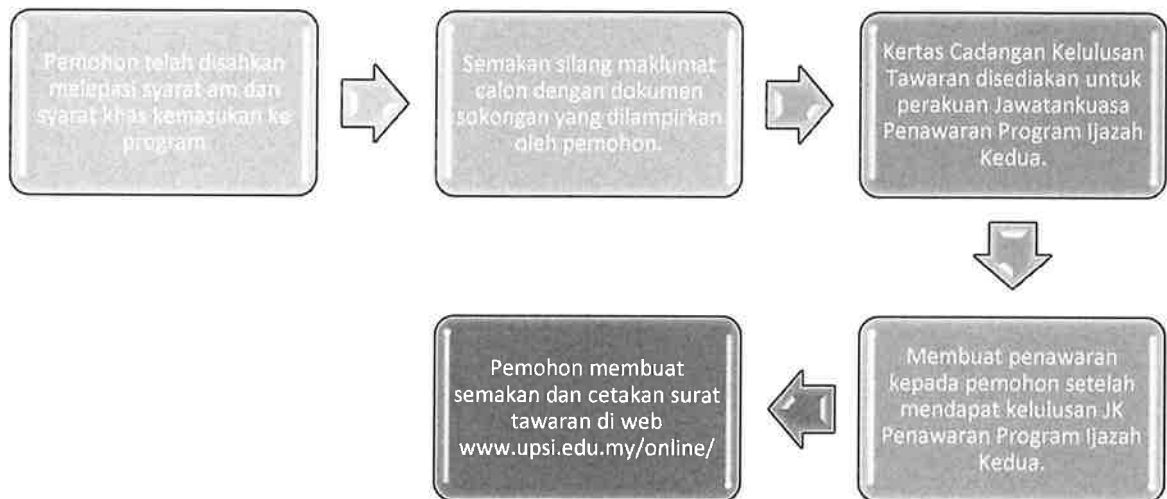 Pemohon telah disahkan
melepasi syarat am dan
syarat khas kemasukan ke
program
Semakan silang maklumat
calon dengan dokumen
sokongan yang dilampirkan
oleh pemohon.
Kertas Cadangan Kelulusan
Tawaran disediakan untuk
perakuan Jawatankuasa
Penawaran Program Ijazah
Kedua.
Membuat penawaran
kepada pemohon setelah
mendapat kelulusan JK
Penawaran Program Ijazah
Kedua.
Pemohon membuat
semakan dan cetakan surat
tawaran di web
www.upsi.edu.my/online/